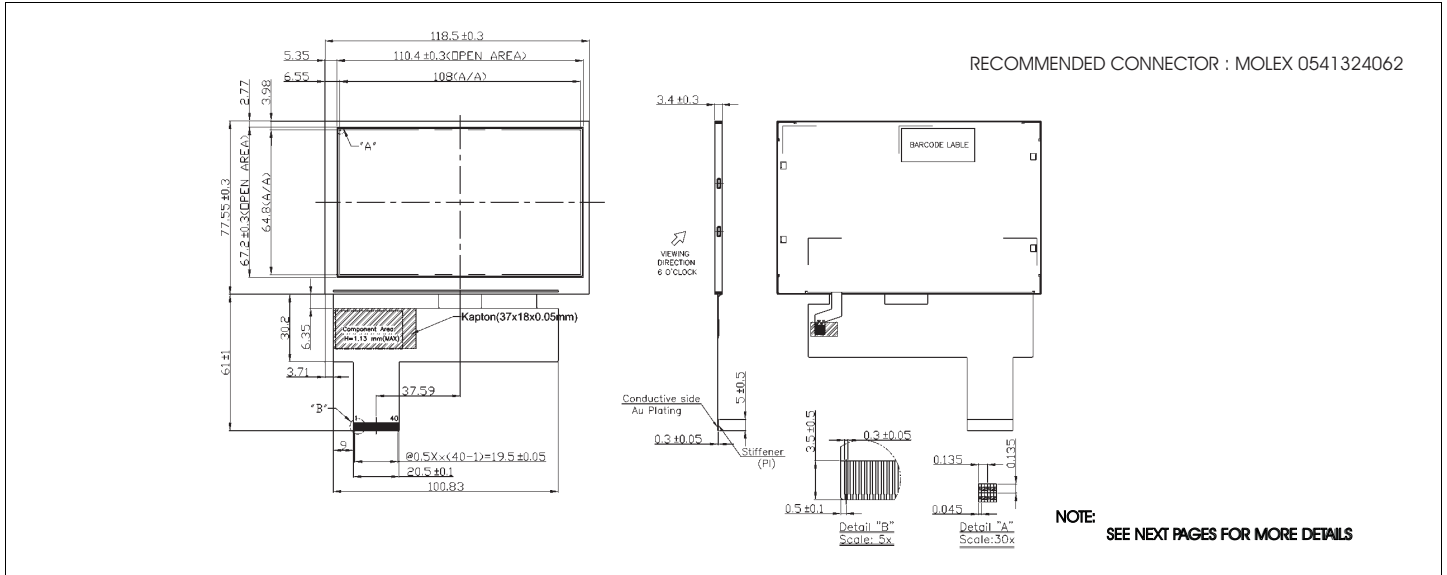 118.5±0.3
5.35
110.4±0.3(OPEN AREA)
6.55
108(A/A)
RECOMMENDED CONNECTOR : MOLEX 0541324062
2.77
3.98
3.4±0.3
"A"
BARCODE LABLE
77.55±0.3
67.2±0.3(OPEN AREA)
64.8(A/A)
VIEWING
DIRECTION
6 O'CLOCK
61±1
30.2
6.35
Component Area
H=1.13 mm(MAX)
Kapton(37x18x0.05mm)
3.71
37.59
"B"
1
40
Conductive side
Au Plating
5±0.5
0.3±0.05
Stiffener
(PI)
9
@0.5X×(40-1)=19.5±0.05
20.5±0.1
100.83
3.5±0.5
0.3±0.05
0.5±0.1
Detail "B"
Scale: 5x
0.135
0.135
0.045
Detail "A"
Scale:30x
NOTE:
SEE NEXT PAGES FOR MORE DETAILS